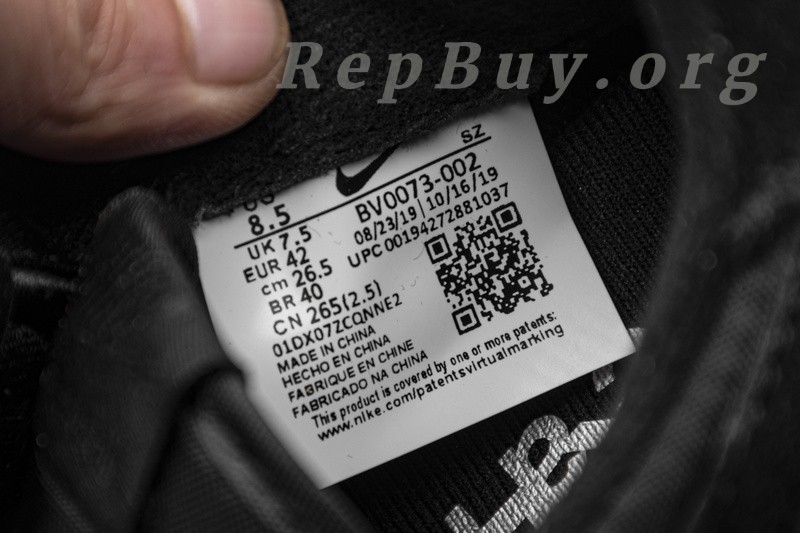 RepBuy.org
SZ
8.5
UK 7.5
EUR 42
cm 26.5
BR 40
CN 265(2.5)
01DX07ZCQNNE2
BV0073-002
08/23/19 | 10/16/19
UPC 00194272881037
MADE IN CHINA
HECHO EN CHINA
FABRIQUE EN CHINE
FABRICADO NA CHINA
This product is covered by one or more patents:
www.nike.com/patentsvirtualmarking